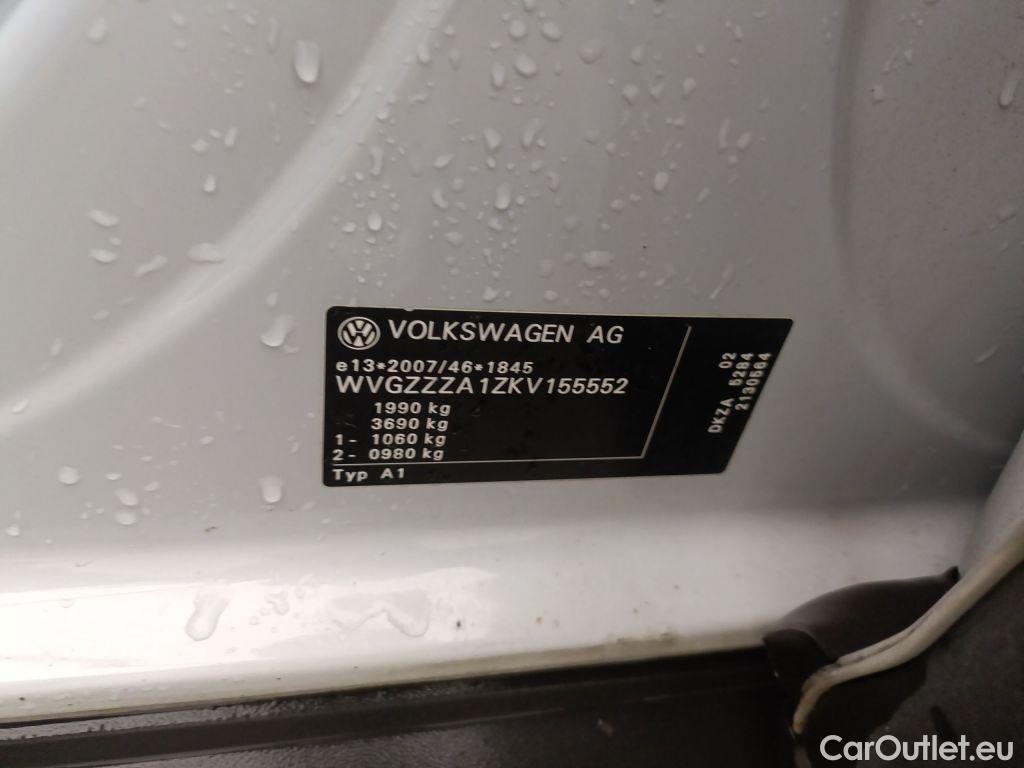 VOLKSWAGEN AG
e13*2007/46*1845
WVGZZZA1ZKV155552
1990 kg
3690 kg
1- 1060 kg
2- 0980 kg
Typ A1
02
DKZA 5284
2130564
CarOutlet.eu